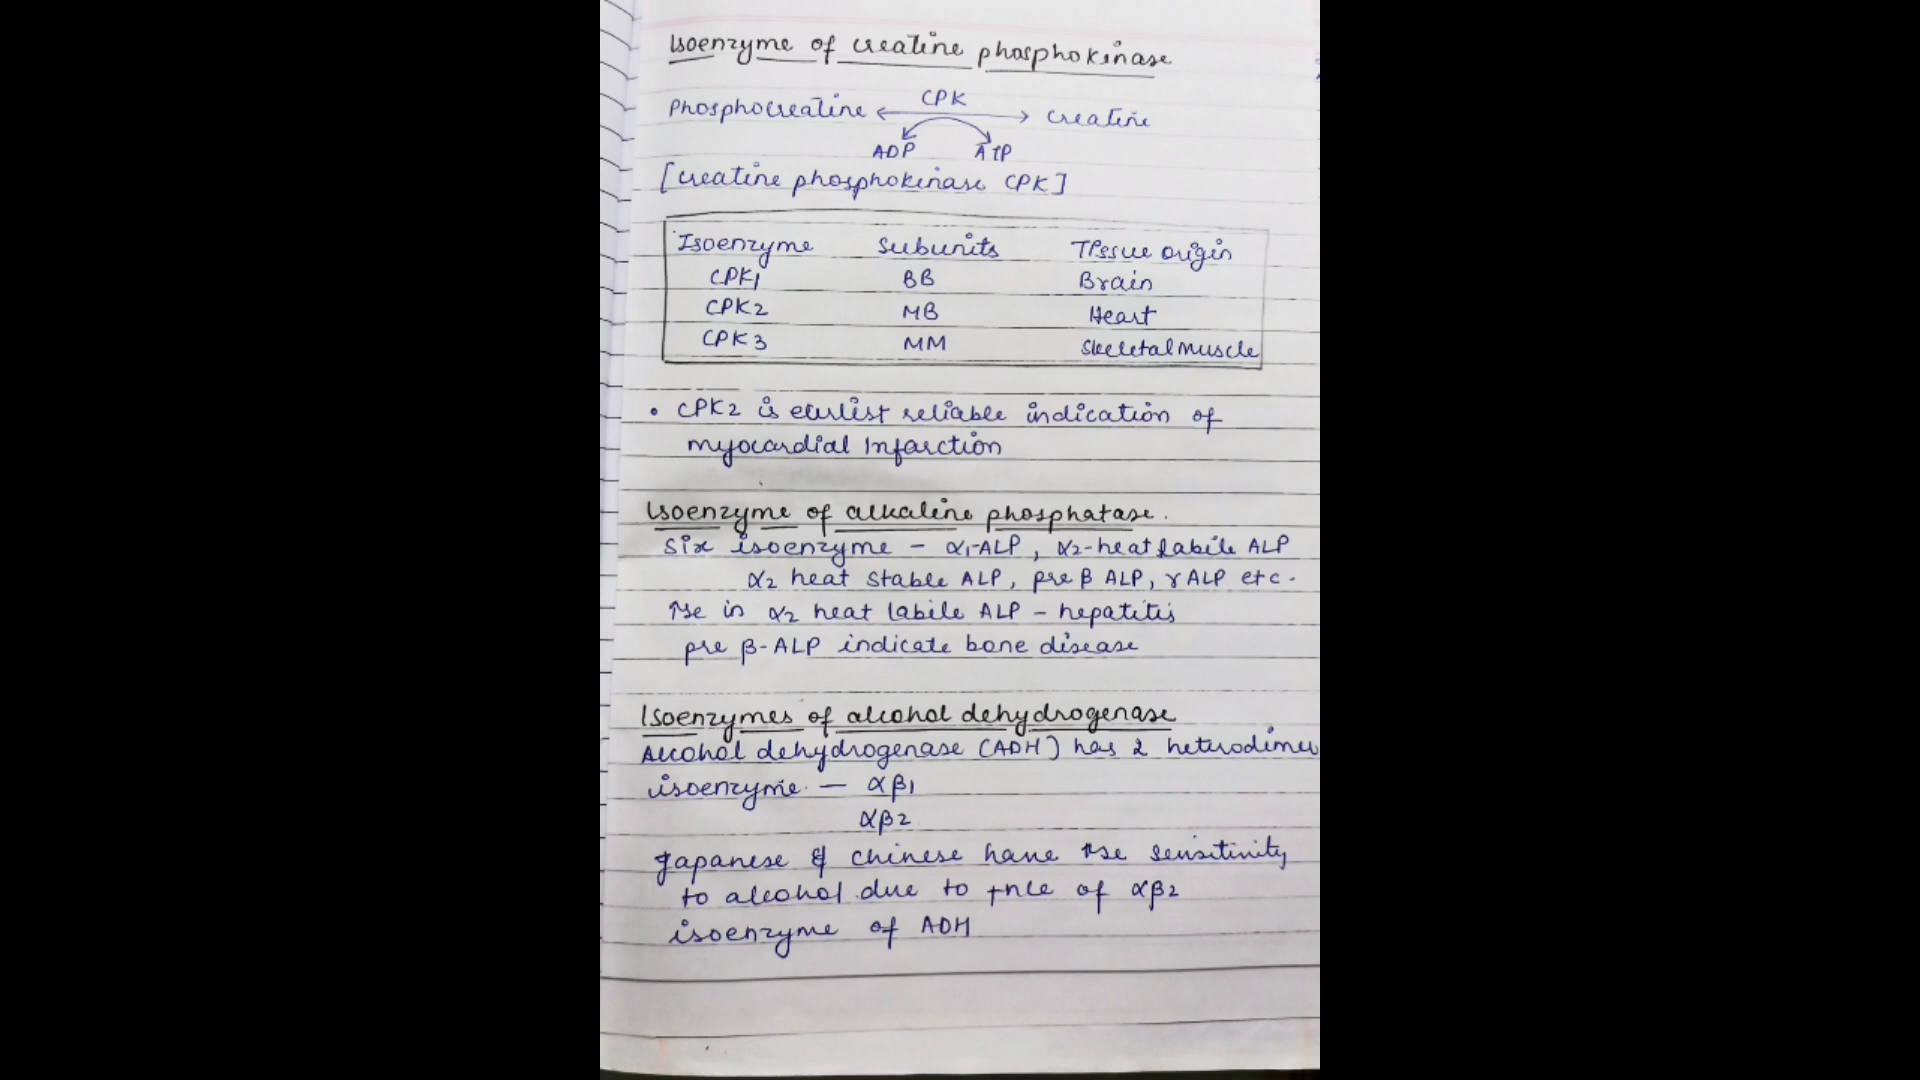 Isoenzyme of creatine phosphokinase
Phosphocreatine ⟷ CPK creatine
ADP ATP
[creatine phosphokinase CPK]
Isoenzyme Subunits Tissue origin
CPK1 BB Brain
CPK2 MB Heart
CPK3 MM Skeletal Muscle
• CPK2 is earlist reliable indication of
myocardial Infarction
Isoenzyme of alkaline phosphatase.
Six isoenzyme - α1-ALP, α2-heat labile ALP
α2 heat stable ALP, pre β ALP, γ ALP etc.
↑se in α2 heat labile ALP - hepatitis
pre β-ALP indicate bone disease
Isoenzymes of alcohol dehydrogenase
Alcohol dehydrogenase (ADH) has 2 heterodimer
isoenzyme - αβ1
αβ2
Japanese & chinese have ↑se sensitivity
to alcohol due to +nce of αβ2
isoenzyme of ADH